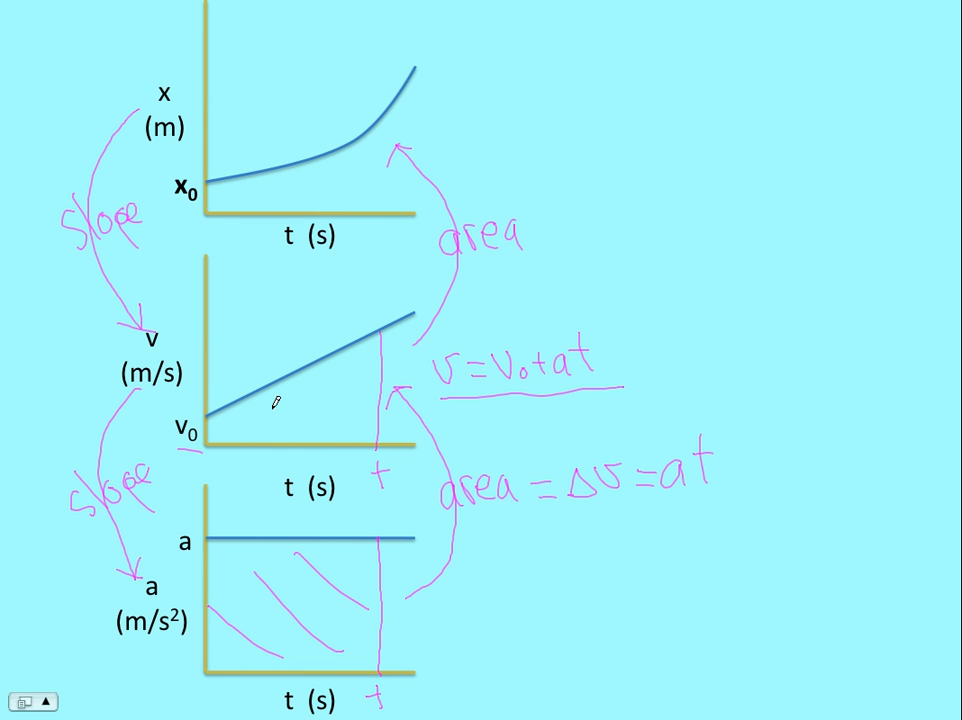 x
(m)
x₀
t (s)
slope
area
v
(m/s)
v = v₀ + at
v₀
t
t (s)
slope
area = Δv = at
a
a
(m/s²)
t (s)
t